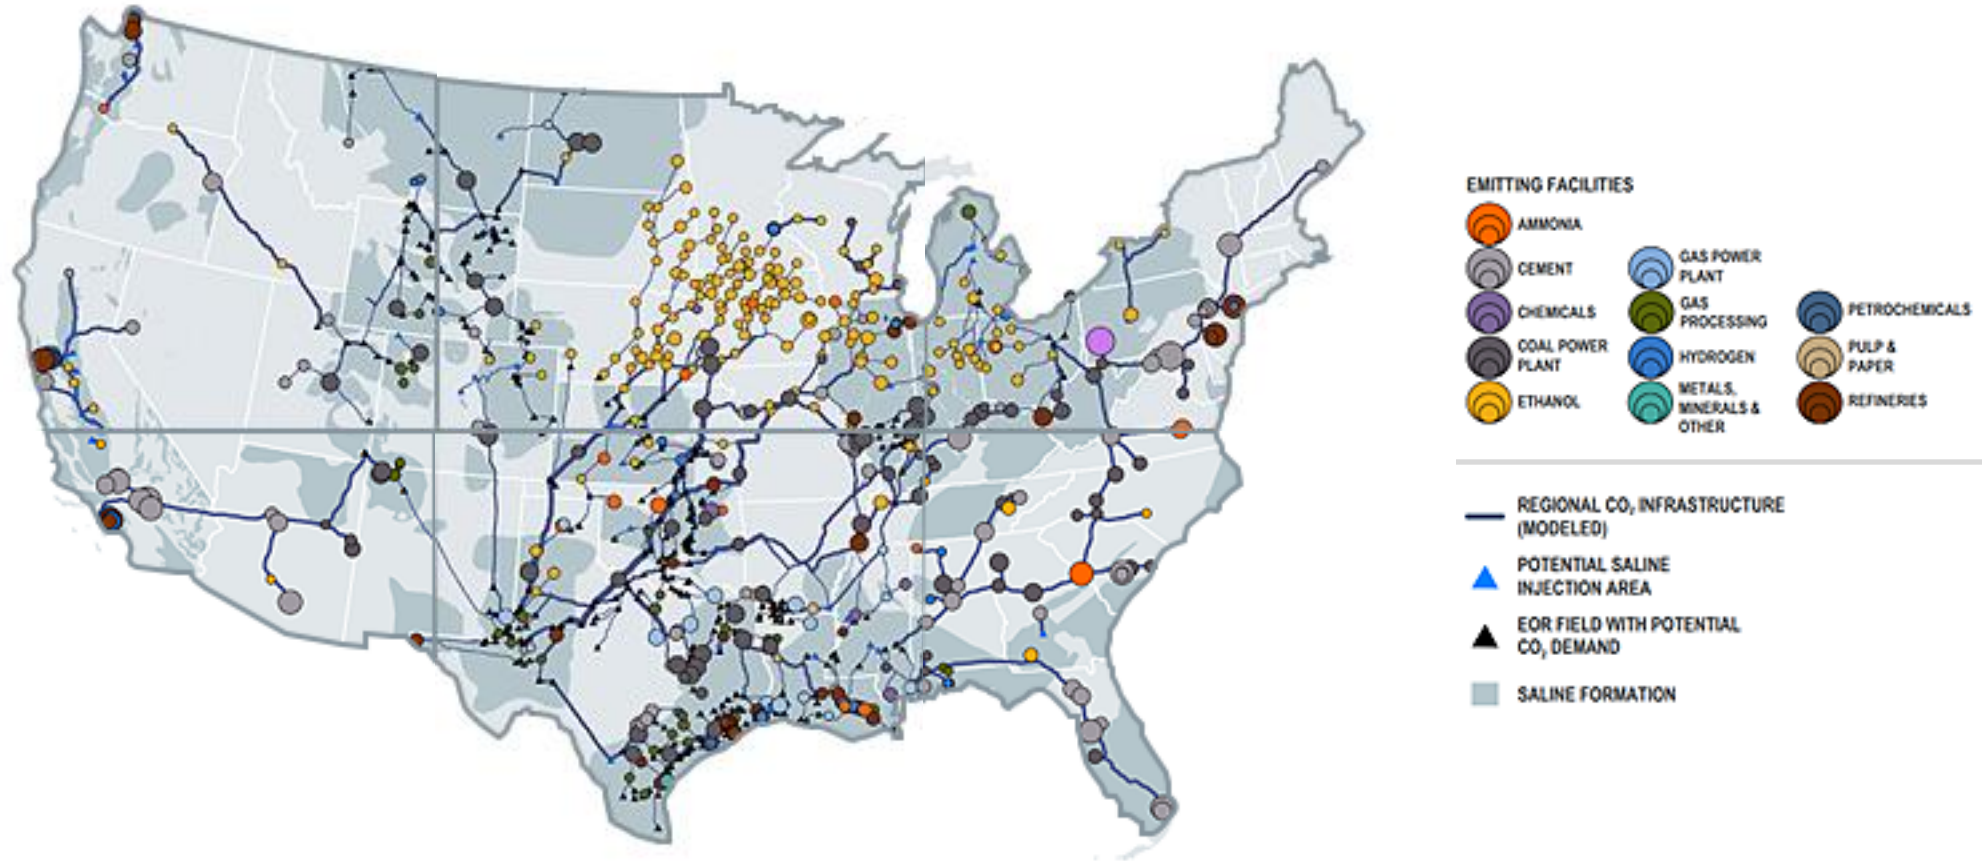 EMITTING FACILITIES
AMMONIA
CEMENT
CHEMICALS
COAL POWER
PLANT
ETHANOL
GAS POWER
PLANT
GAS
PROCESSING
HYDROGEN
METALS,
MINERALS &
OTHER
PETROCHEMICALS
PULP &
PAPER
REFINERIES
REGIONAL CO₂ INFRASTRUCTURE
(MODELED)
POTENTIAL SALINE
INJECTION AREA
EOR FIELD WITH POTENTIAL
CO₂ DEMAND
SALINE FORMATION